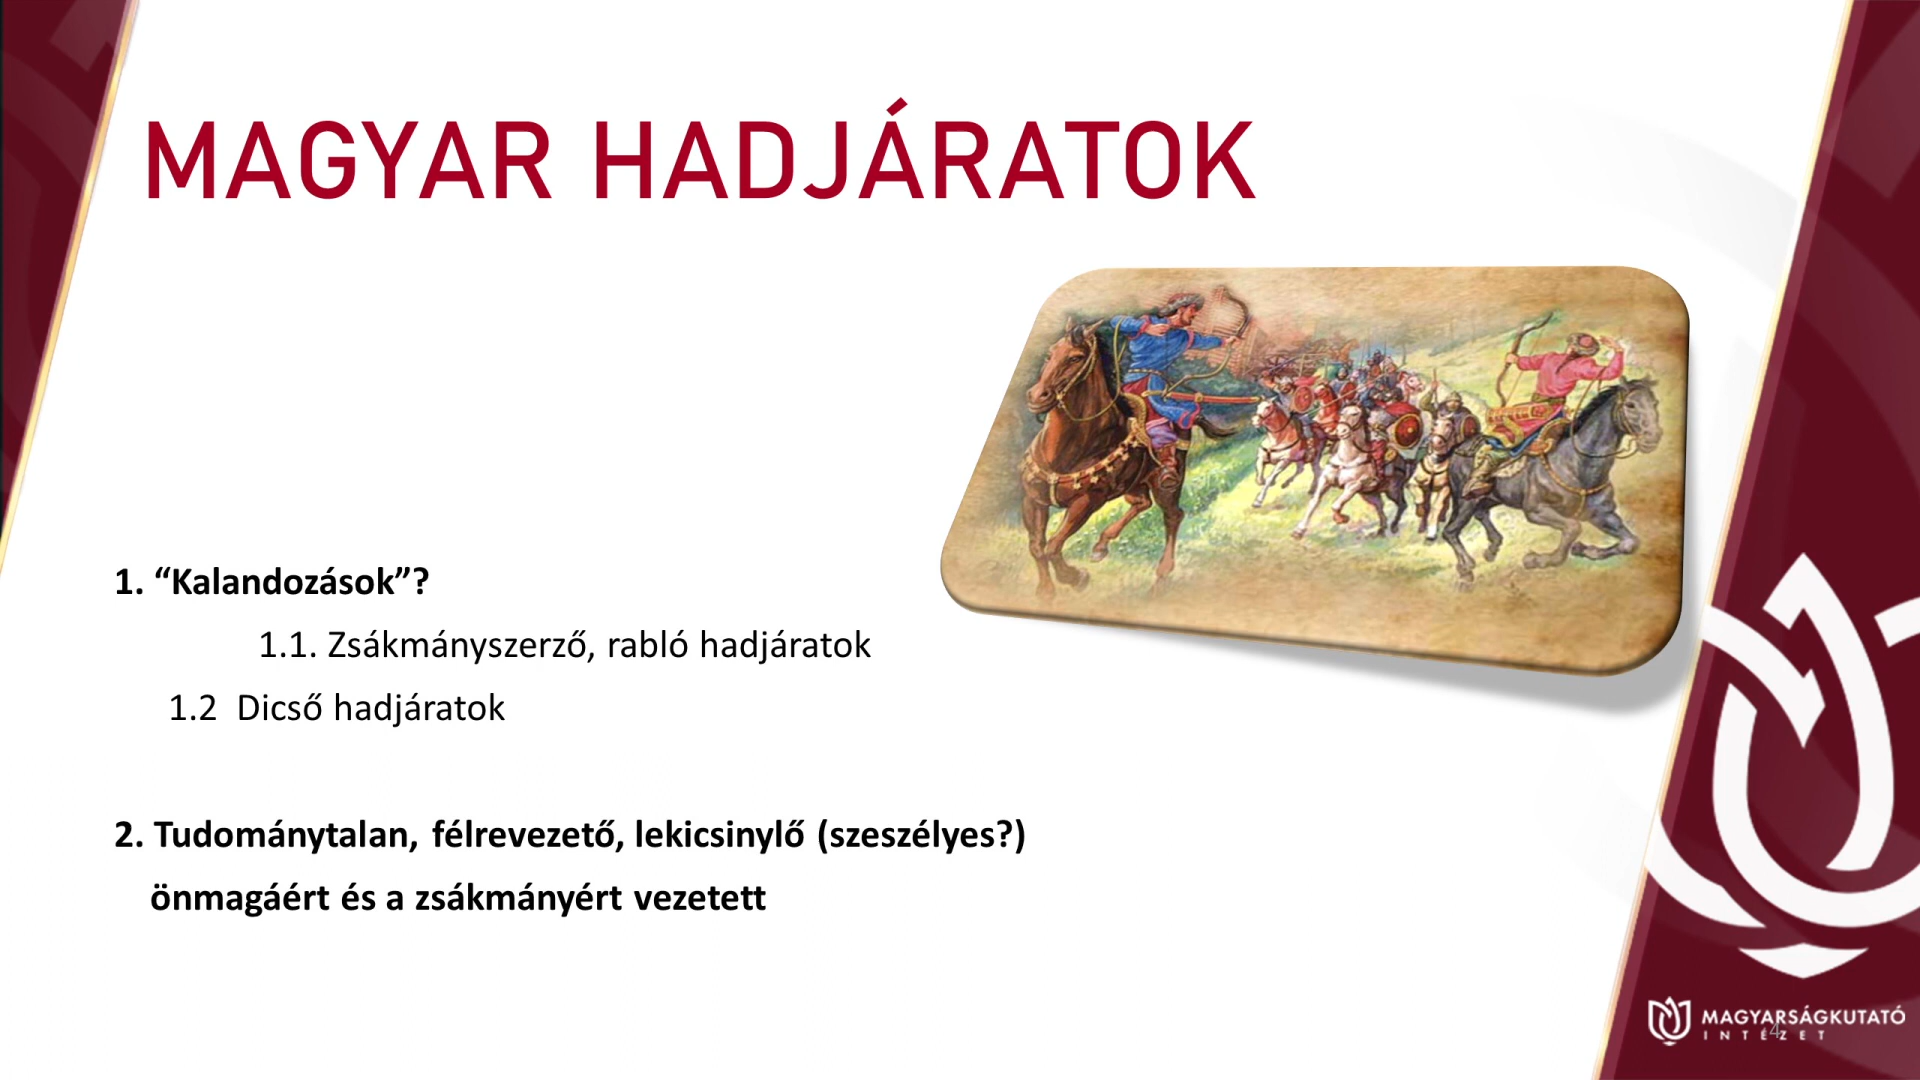 MAGYAR HADJÁRATOK
1. “Kalandozások”?
1.1. Zsákmányszerző, rabló hadjáratok
1.2 Dicső hadjáratok
2. Tudománytalan, félrevezető, lekicsinylő (szeszélyes?)
önmagáért és a zsákmányért vezetett
MAGYARSÁGKUTATÓ
INTÉZET
4